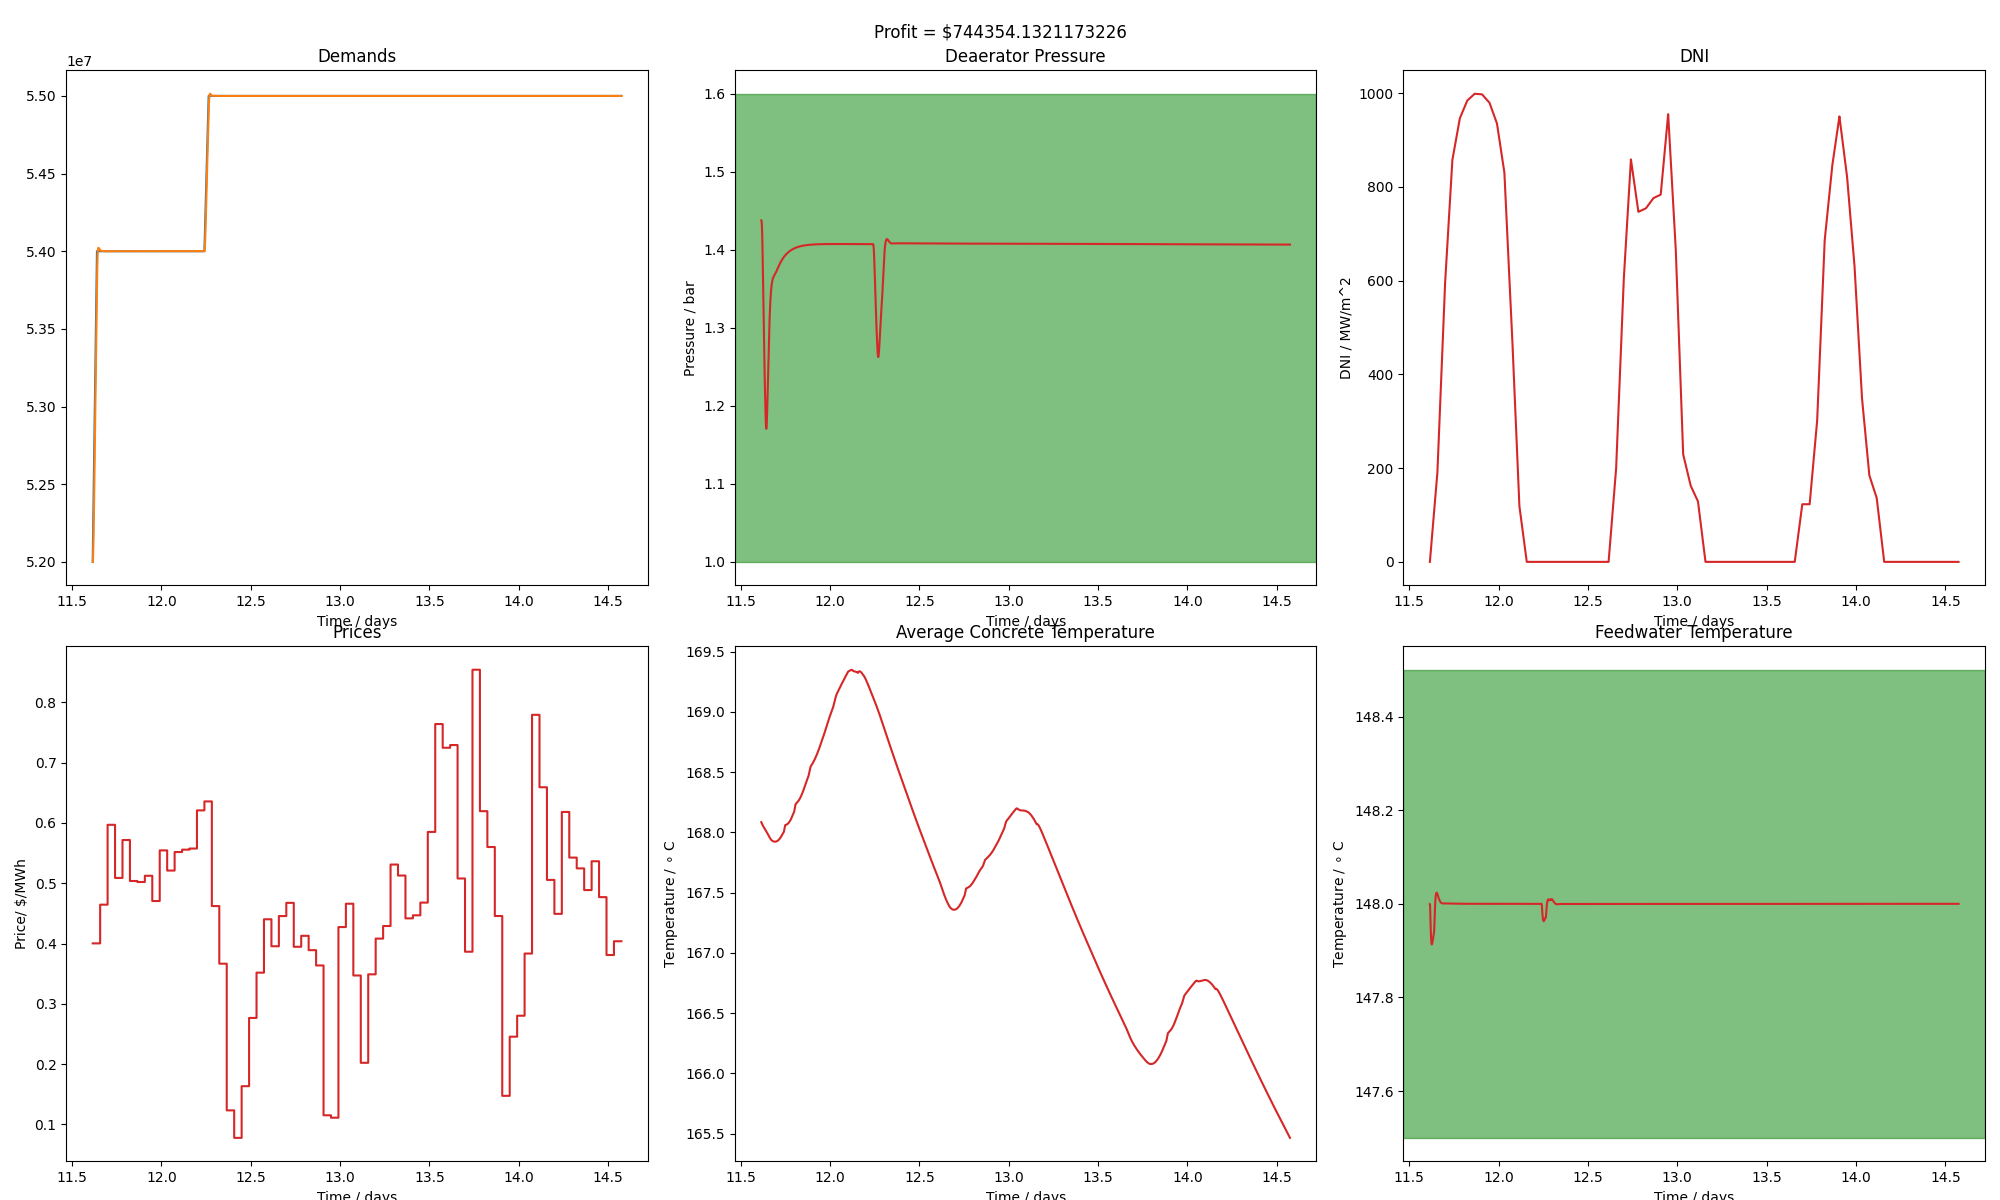 Profit = $744354.1321173226
Demands
1e7
5.50
5.45
5.40
5.35
5.30
5.25
5.20
11.5 12.0 12.5 13.0 13.5 14.0 14.5
Time / days
Deaerator Pressure
Pressure / bar
1.6
1.5
1.4
1.3
1.2
1.1
1.0
11.5 12.0 12.5 13.0 13.5 14.0 14.5
Time / days
DNI
DNI / MW/m^2
1000
800
600
400
200
0
11.5 12.0 12.5 13.0 13.5 14.0 14.5
Time / days
Prices
Price/ $/MWh
0.8
0.7
0.6
0.5
0.4
0.3
0.2
0.1
11.5 12.0 12.5 13.0 13.5 14.0 14.5
Time / days
Average Concrete Temperature
Temperature / ∘ C
169.5
169.0
168.5
168.0
167.5
167.0
166.5
166.0
165.5
11.5 12.0 12.5 13.0 13.5 14.0 14.5
Time / days
Feedwater Temperature
Temperature / ∘ C
148.4
148.2
148.0
147.8
147.6
11.5 12.0 12.5 13.0 13.5 14.0 14.5
Time / days